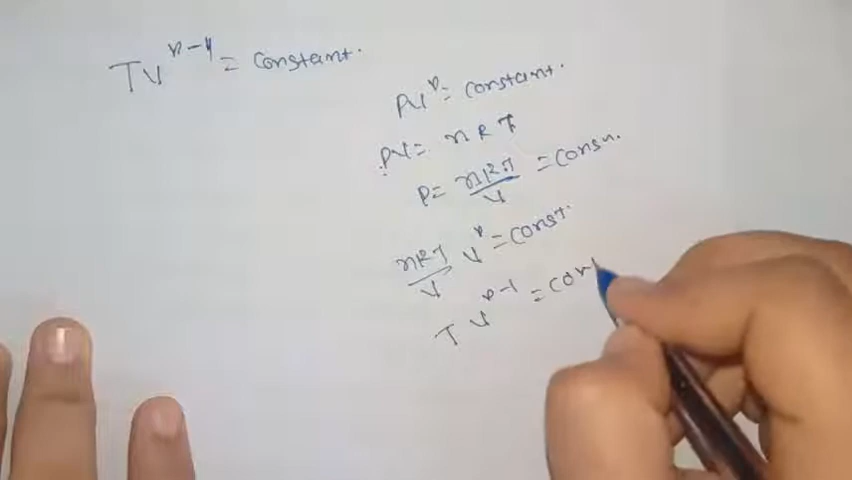 TV^γ-1 = constant.
PV^γ = constant.
PV = nRT
P = nRT/V = Consn.
nRT/V V^γ = const.
TV^γ-1 = con